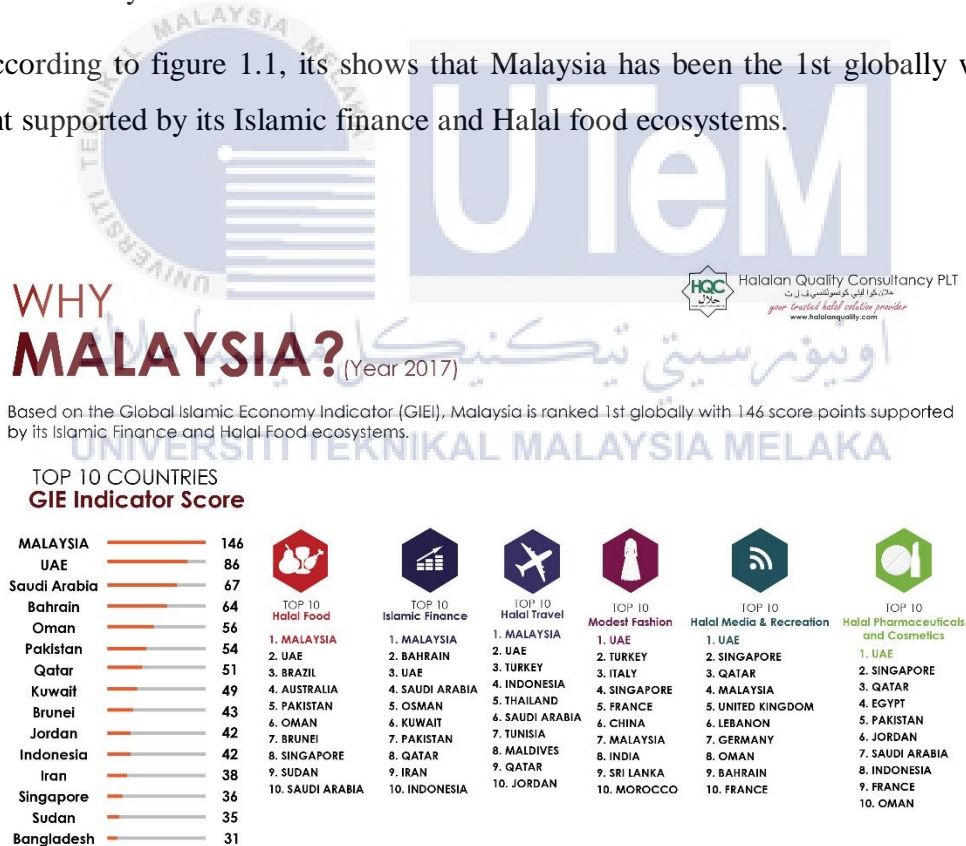 ccording to figure 1.1, its shows that Malaysia has been the 1st globally w
nt supported by its Islamic finance and Halal food ecosystems.
UNIVERSITI TEKNIKAL MALAYSIA MELAKA
UTeM
WHY
MALAYSIA? (Year 2017)
HQC
حلال
Halalan Quality Consultancy PLT
your trusted halal solution provider
www.halalanquality.com
اونيورسيتي تيكنيكل مليسيا ملاك
Based on the Global Islamic Economy Indicator (GIEI), Malaysia is ranked 1st globally with 146 score points supported
by its Islamic Finance and Halal Food ecosystems.
UNIVERSITI TEKNIKAL MALAYSIA MELAKA
TOP 10 COUNTRIES
GIE Indicator Score
MALAYSIA 146
UAE 86
Saudi Arabia 67
Bahrain 64
Oman 56
Pakistan 54
Qatar 51
Kuwait 49
Brunei 43
Jordan 42
Indonesia 42
Iran 38
Singapore 36
Sudan 35
Bangladesh 31
TOP 10
Halal Food
1. MALAYSIA
2. UAE
3. BRAZIL
4. AUSTRALIA
5. PAKISTAN
6. OMAN
7. BRUNEI
8. SINGAPORE
9. SUDAN
10. SAUDI ARABIA
TOP 10
Islamic Finance
1. MALAYSIA
2. BAHRAIN
3. UAE
4. SAUDI ARABIA
5. OSMAN
6. KUWAIT
7. PAKISTAN
8. QATAR
9. IRAN
10. INDONESIA
TOP 10
Halal Travel
1. MALAYSIA
2. UAE
3. TURKEY
4. INDONESIA
5. THAILAND
6. SAUDI ARABIA
7. TUNISIA
8. MALDIVES
9. QATAR
10. JORDAN
TOP 10
Modest Fashion
1. UAE
2. TURKEY
3. ITALY
4. SINGAPORE
5. FRANCE
6. CHINA
7. MALAYSIA
8. INDIA
9. SRI LANKA
10. MOROCCO
TOP 10
Halal Media & Recreation
1. UAE
2. SINGAPORE
3. QATAR
4. MALAYSIA
5. UNITED KINGDOM
6. LEBANON
7. GERMANY
8. OMAN
9. BAHRAIN
10. FRANCE
TOP 10
Halal Pharmaceuticals
and Cosmetics
1. UAE
2. SINGAPORE
3. QATAR
4. EGYPT
5. PAKISTAN
6. JORDAN
7. SAUDI ARABIA
8. INDONESIA
9. FRANCE
10. OMAN